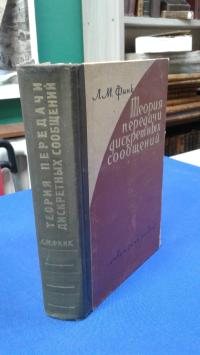 ТЕОРИЯ ПЕРЕДАЧИ
ДИСКРЕТНЫХ СООБЩЕНИЙ
Л.М.ФИНК
Л.М. Финк
Теория
передачи
дискретных
сообщений